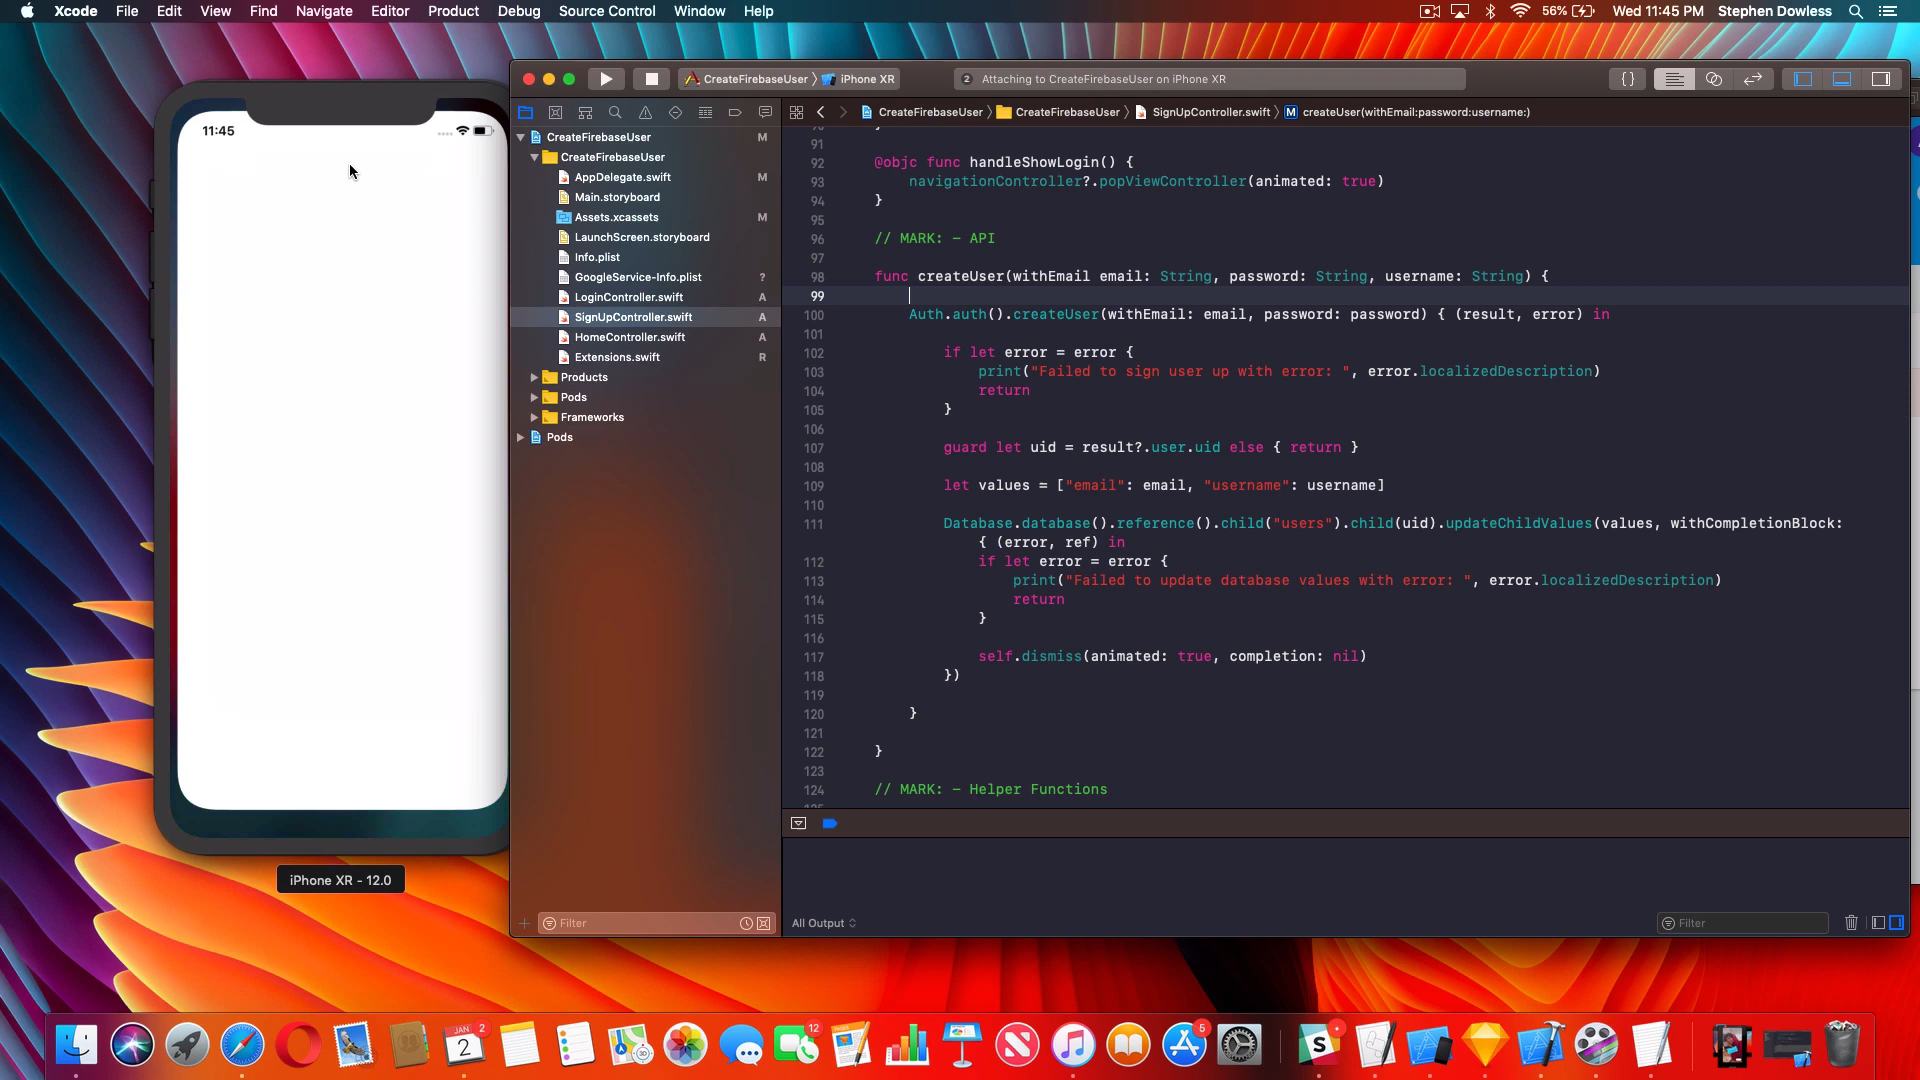 Xcode File Edit View Find Navigate Editor Product Debug Source Control Window Help 56% Wed 11:45 PM Stephen Dowless
CreateFirebaseUser iPhone XR 2 Attaching to CreateFirebaseUser on iPhone XR
CreateFirebaseUser CreateFirebaseUser SignUpController.swift M createUser(withEmail:password:username:)
11:45
CreateFirebaseUser M
CreateFirebaseUser
AppDelegate.swift M
Main.storyboard
Assets.xcassets M
LaunchScreen.storyboard
Info.plist
GoogleService-Info.plist ?
LoginController.swift A
SignUpController.swift A
HomeController.swift A
Extensions.swift R
Products
Pods
Frameworks
Pods
91
92 @objc func handleShowLogin() {
93 navigationController?.popViewController(animated: true)
94 }
95
96 // MARK: - API
97
98 func createUser(withEmail email: String, password: String, username: String) {
99
100 Auth.auth().createUser(withEmail: email, password: password) { (result, error) in
101
102 if let error = error {
103 print("Failed to sign user up with error: ", error.localizedDescription)
104 return
105 }
106
107 guard let uid = result?.user.uid else { return }
108
109 let values = ["email": email, "username": username]
110
111 Database.database().reference().child("users").child(uid).updateChildValues(values, withCompletionBlock:
{ (error, ref) in
112 if let error = error {
113 print("Failed to update database values with error: ", error.localizedDescription)
114 return
115 }
116
117 self.dismiss(animated: true, completion: nil)
118 })
119
120 }
121
122 }
123
124 // MARK: - Helper Functions
iPhone XR - 12.0
Filter
All Output
Filter
JAN
2
2
12
5
S